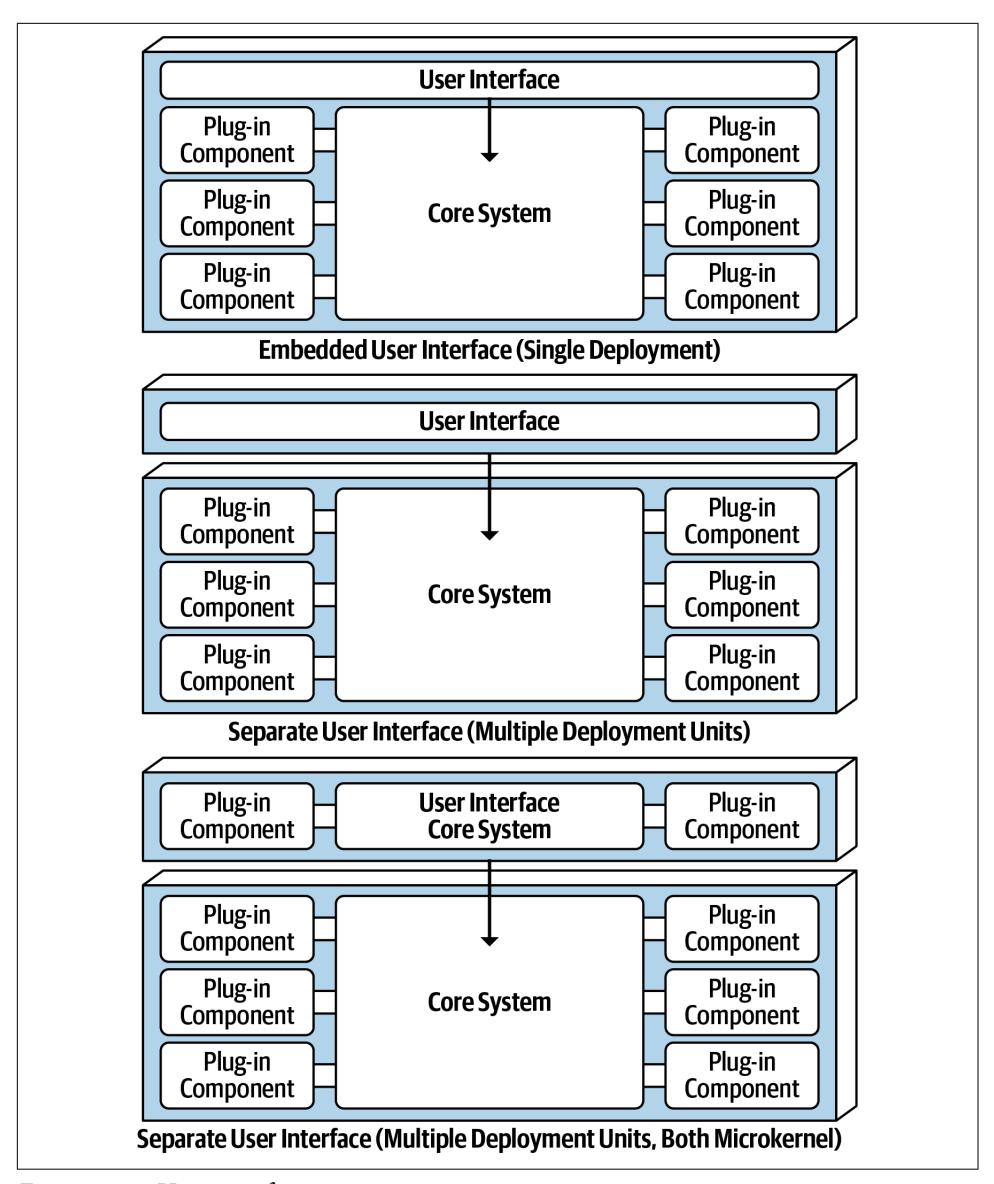 User Interface
Plug-in
Component
Plug-in
Component
Plug-in
Component
Core System
Plug-in
Component
Plug-in
Component
Plug-in
Component
Embedded User Interface (Single Deployment)
User Interface
Plug-in
Component
Plug-in
Component
Plug-in
Component
Core System
Plug-in
Component
Plug-in
Component
Plug-in
Component
Separate User Interface (Multiple Deployment Units)
Plug-in
Component
User Interface
Core System
Plug-in
Component
Plug-in
Component
Plug-in
Component
Plug-in
Component
Core System
Plug-in
Component
Plug-in
Component
Plug-in
Component
Separate User Interface (Multiple Deployment Units, Both Microkernel)